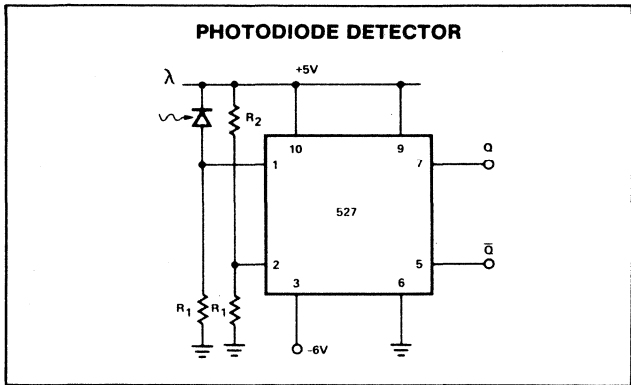 PHOTODIODE DETECTOR
λ
+5V
R2
10
9
Q
1
7
527
Q̅
2
5
3
6
R1
R1
-6V